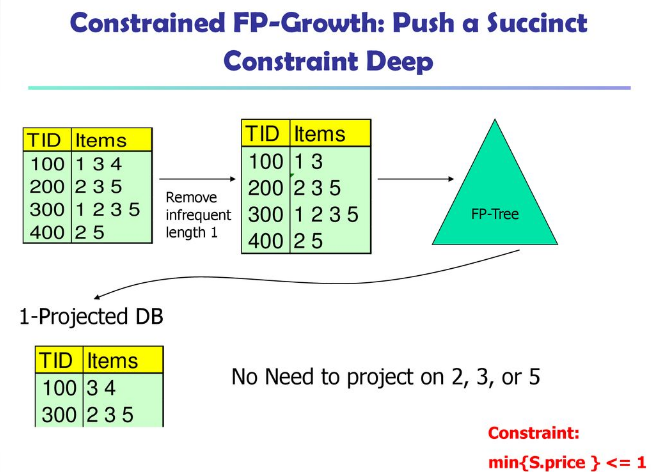 Constrained FP-Growth: Push a Succinct
Constraint Deep
TID Items
100 1 3 4
200 2 3 5
300 1 2 3 5
400 2 5
Remove
infrequent
length 1
TID Items
100 1 3
200 2 3 5
300 1 2 3 5
400 2 5
FP-Tree
1-Projected DB
TID Items
100 3 4
300 2 3 5
No Need to project on 2, 3, or 5
Constraint:
min{S.price } <= 1